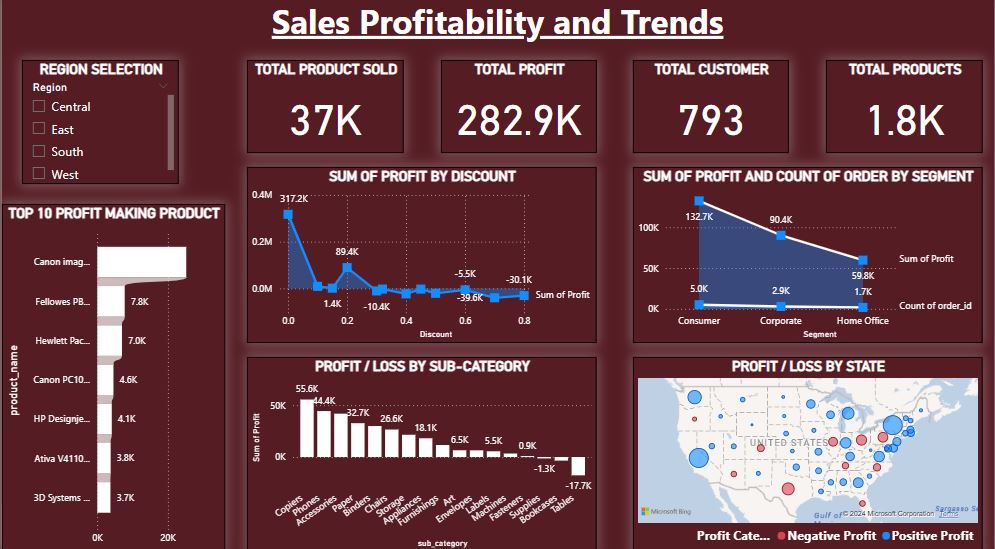 Sales Profitability and Trends
REGION SELECTION
Region
Central
East
South
West
TOTAL PRODUCT SOLD
37K
TOTAL PROFIT
282.9K
TOTAL CUSTOMER
793
TOTAL PRODUCTS
1.8K
TOP 10 PROFIT MAKING PRODUCT
product_name
Canon imag...
Fellowes PB...
7.8K
Hewlett Pac...
7.0K
Canon PC10...
4.6K
HP Designje...
4.1K
Ativa V4110...
3.8K
3D Systems ...
3.7K
0K 20K
SUM OF PROFIT BY DISCOUNT
0.4M
317.2K
0.2M
89.4K
0.0M
1.4K
-10.4K
-5.5K
-39.6K
-30.1K
Sum of Profit
0.0 0.2 0.4 0.6 0.8
Discount
SUM OF PROFIT AND COUNT OF ORDER BY SEGMENT
100K
50K
0K
132.7K
90.4K
59.8K
Sum of Profit
5.0K
2.9K
1.7K
Count of order_id
Consumer Corporate Home Office
Segment
PROFIT / LOSS BY SUB-CATEGORY
Sum of Profit
50K
0K
55.6K
44.4K
32.7K
26.6K
18.1K
6.5K
5.5K
0.9K
-1.3K
-17.7K
Copiers
Phones
Accessories
Paper
Binders
Chairs
Storage
Appliances
Furnishings
Art
Envelopes
Labels
Machines
Fasteners
Supplies
Bookcases
Tables
sub_category
PROFIT / LOSS BY STATE
UNITED STATES
Gulf of
Sargasso Sea
Microsoft Bing
© 2024 Microsoft Corporation Terms
Profit Cate... Negative Profit Positive Profit